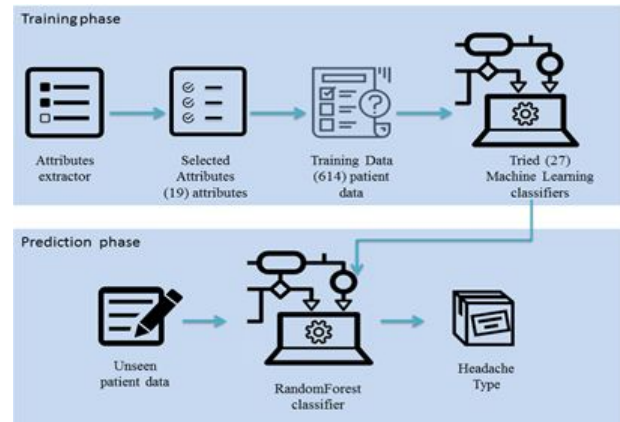 Training phase
Attributes
extractor
Selected
Attributes
(19) attributes
Training Data
(614) patient
data
Tried (27)
Machine Learning
classifiers
Prediction phase
Unseen
patient data
RandomForest
classifier
Headache
Type